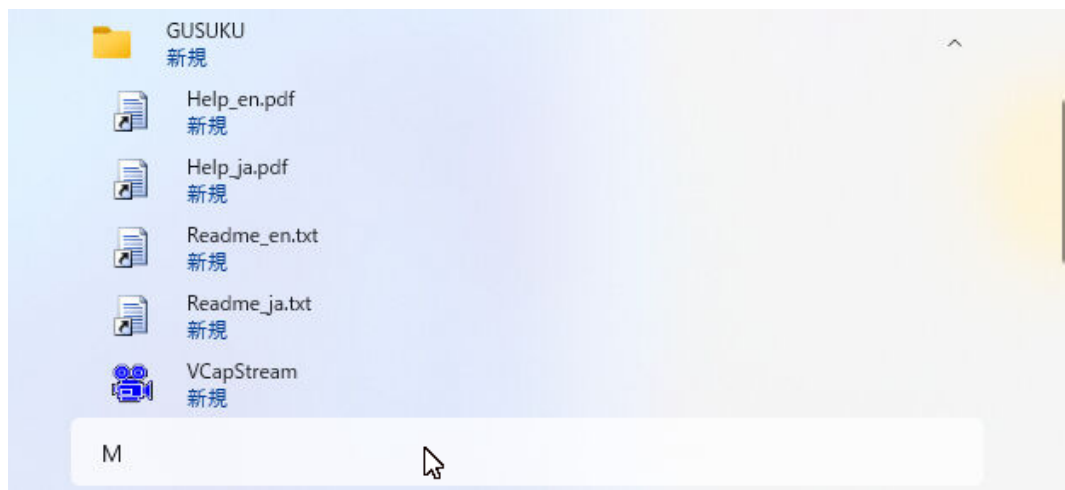 GUSUKU
新規
Help_en.pdf
新規
Help_ja.pdf
新規
Readme_en.txt
新規
Readme_ja.txt
新規
VCapStream
新規
M